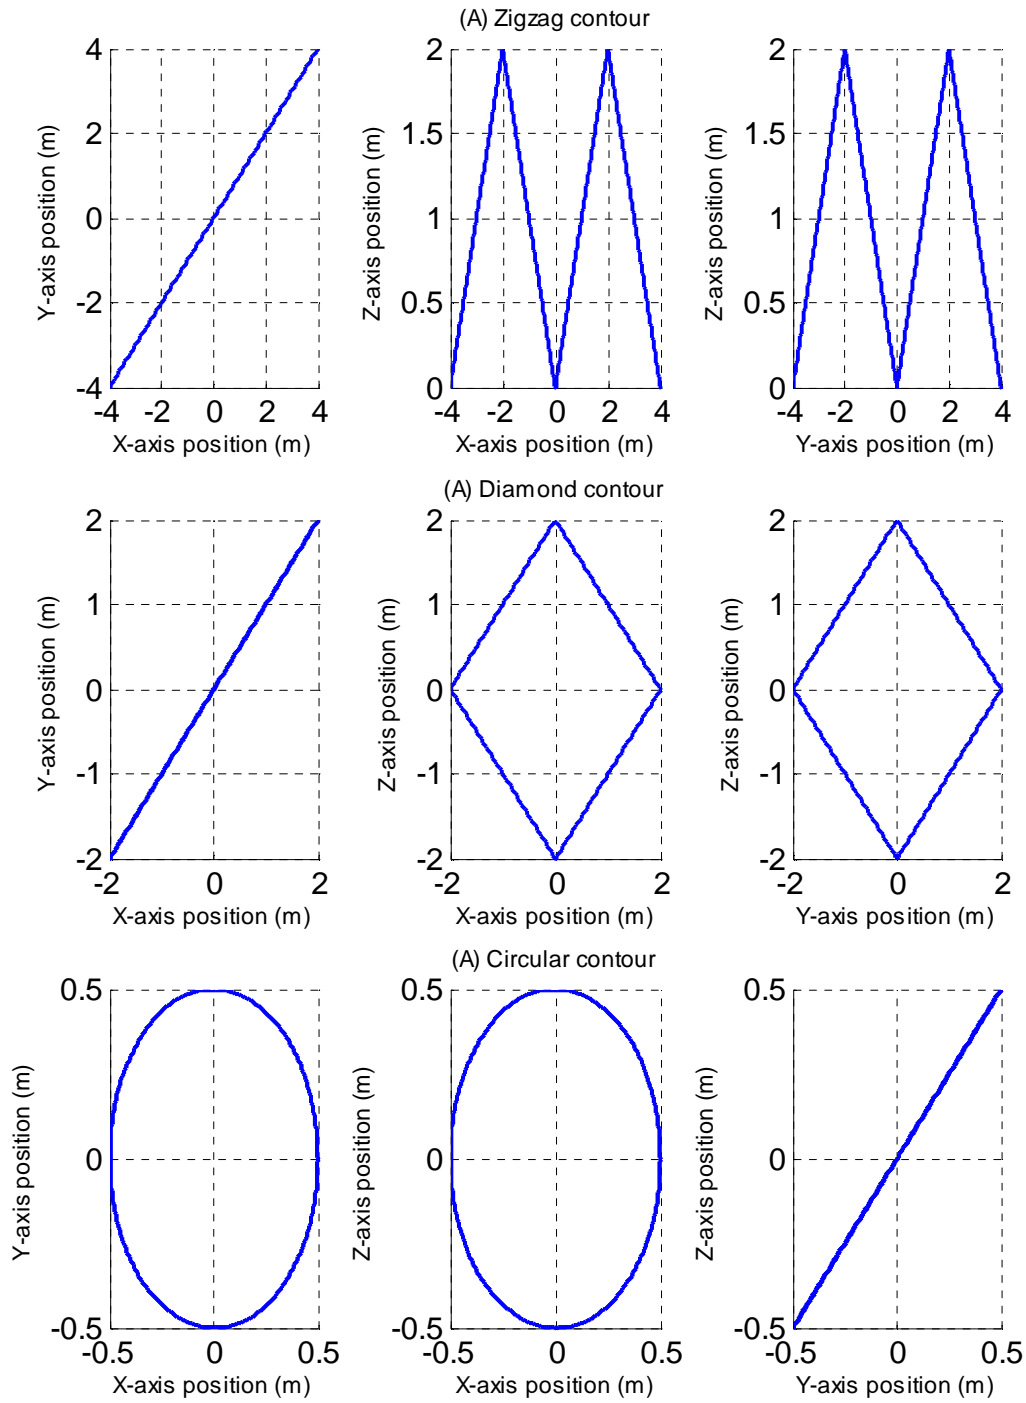 (A) Zigzag contour
4
2
0
-2
-4
-4 -2 0 2 4
Y-axis position (m)
X-axis position (m)
2
1.5
1
0.5
0
-4 -2 0 2 4
Z-axis position (m)
X-axis position (m)
2
1.5
1
0.5
0
-4 -2 0 2 4
Z-axis position (m)
Y-axis position (m)
(A) Diamond contour
2
1
0
-1
-2
-2 0 2
Y-axis position (m)
X-axis position (m)
2
1
0
-1
-2
-2 0 2
Z-axis position (m)
X-axis position (m)
2
1
0
-1
-2
-2 0 2
Z-axis position (m)
Y-axis position (m)
(A) Circular contour
0.5
0
-0.5
-0.5 0 0.5
Y-axis position (m)
X-axis position (m)
0.5
0
-0.5
-0.5 0 0.5
Z-axis position (m)
X-axis position (m)
0.5
0
-0.5
-0.5 0 0.5
Z-axis position (m)
Y-axis position (m)